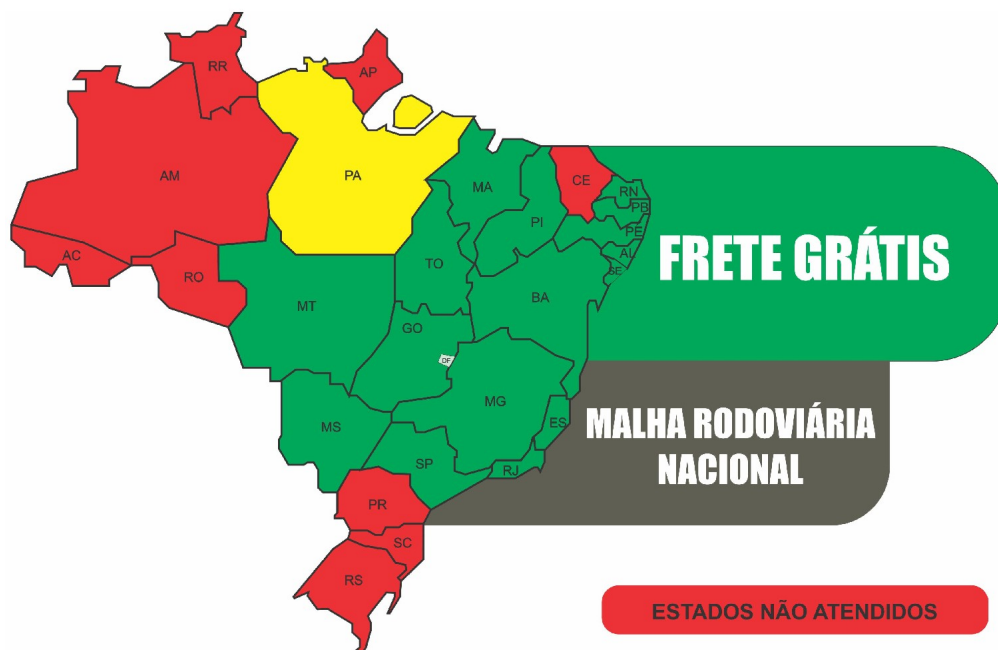 RR
AP
AM
PA
MA
CE
RN
PB
PI
PE
AL
SE
AC
RO
TO
BA
MT
GO
DF
MG
ES
MS
SP
RJ
PR
SC
RS
FRETE GRÁTIS
MALHA RODOVIÁRIA
NACIONAL
ESTADOS NÃO ATENDIDOS